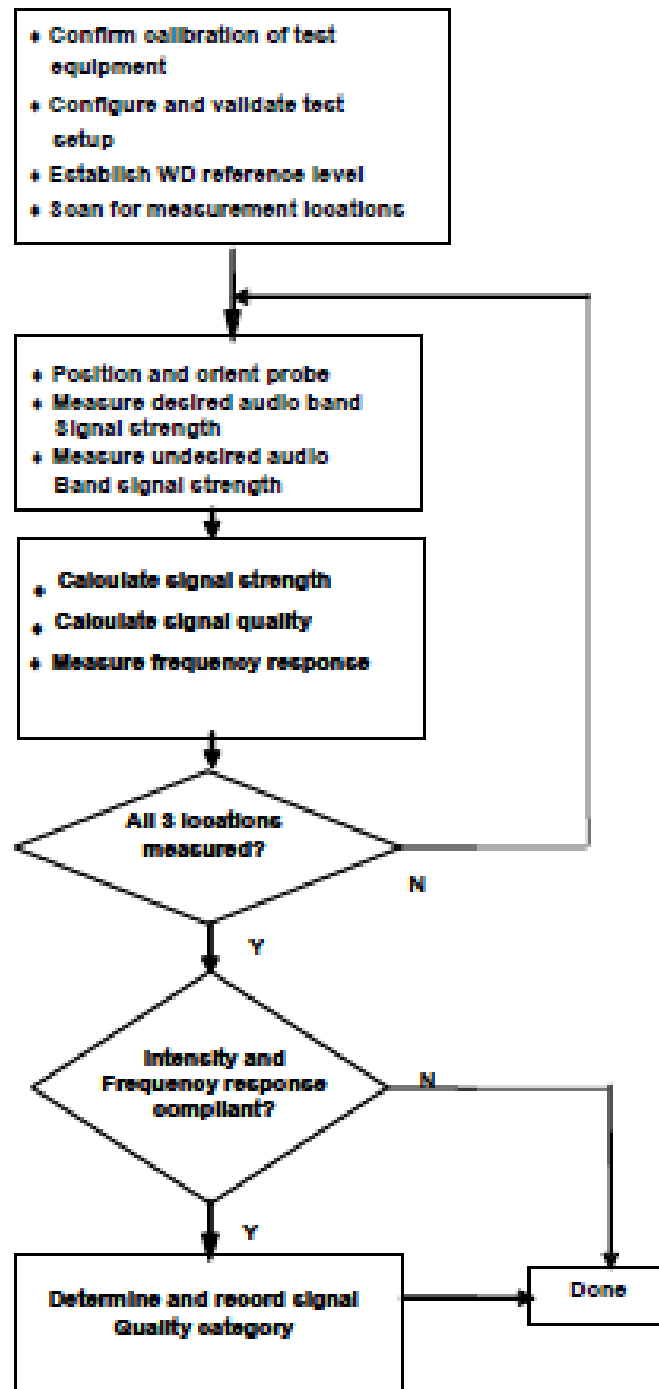 ♦ Confirm calibration of test
equipment
♦ Configure and validate test
setup
♦ Establish WD reference level
♦ Scan for measurement locations
♦ Position and orient probe
♦ Measure desired audio band
Signal strength
♦ Measure undesired audio
Band signal strength
♦ Calculate signal strength
♦ Calculate signal quality
♦ Measure frequency response
All 3 locations
measured?
N
Y
Intensity and
Frequency response
compliant?
N
Y
Determine and record signal
Quality category
Done